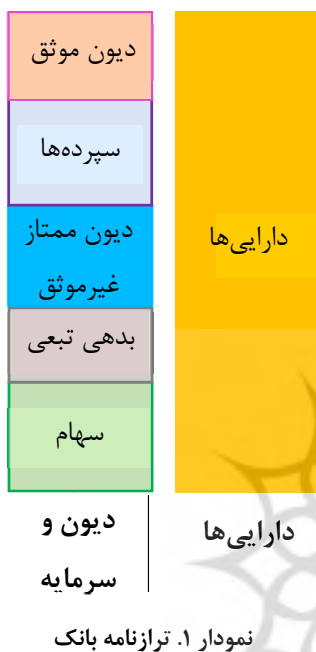 دیون موثق
سپرده‌ها
دیون ممتاز
غیرموثق
بدهی تبعی
سهام
دارایی‌ها
دیون و
سرمایه
دارایی‌ها
نمودار ۱. ترازنامه بانک